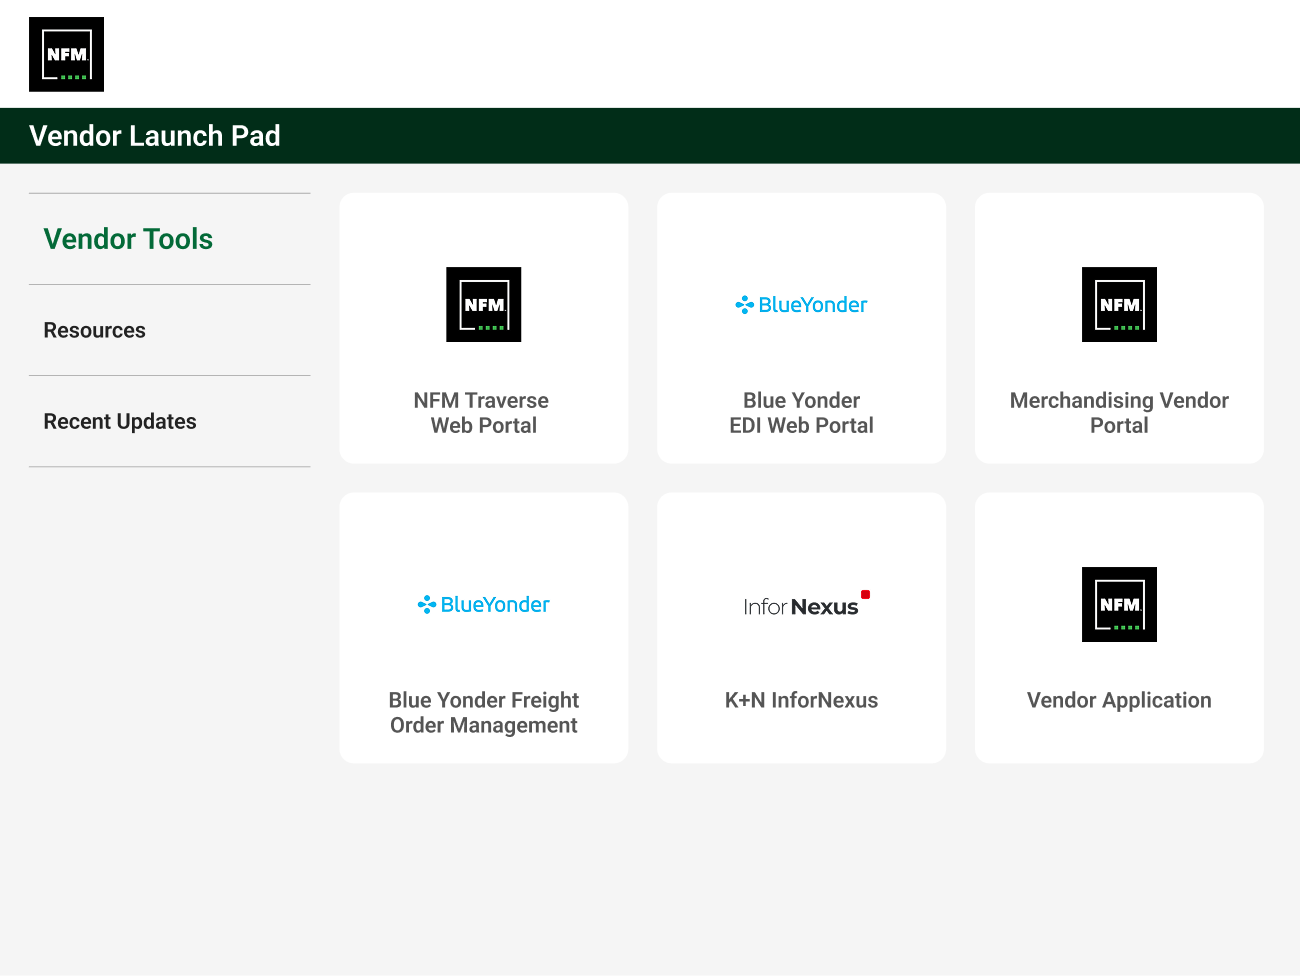 NFM.
Vendor Launch Pad
Vendor Tools
Resources
Recent Updates
NFM.
NFM Traverse
Web Portal
BlueYonder
Blue Yonder
EDI Web Portal
NFM.
Merchandising Vendor
Portal
BlueYonder
Blue Yonder Freight
Order Management
Infor Nexus
K+N InforNexus
NFM.
Vendor Application